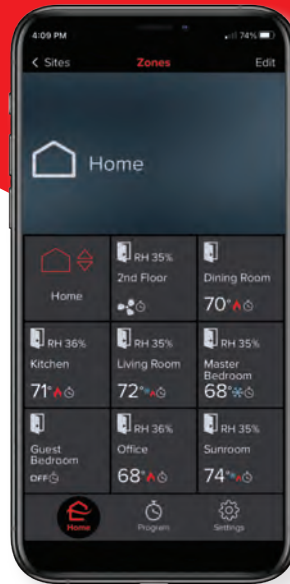 4:09 PM
74%
Sites
Zones
Edit
Home
Home
RH 35%
2nd Floor
Dining Room
70°
RH 36%
Kitchen
71°
RH 35%
Living Room
72°
RH 35%
Master
Bedroom
68°
Guest
Bedroom
OFF
RH 36%
Office
68°
RH 35%
Sunroom
74°
Home
Program
Settings